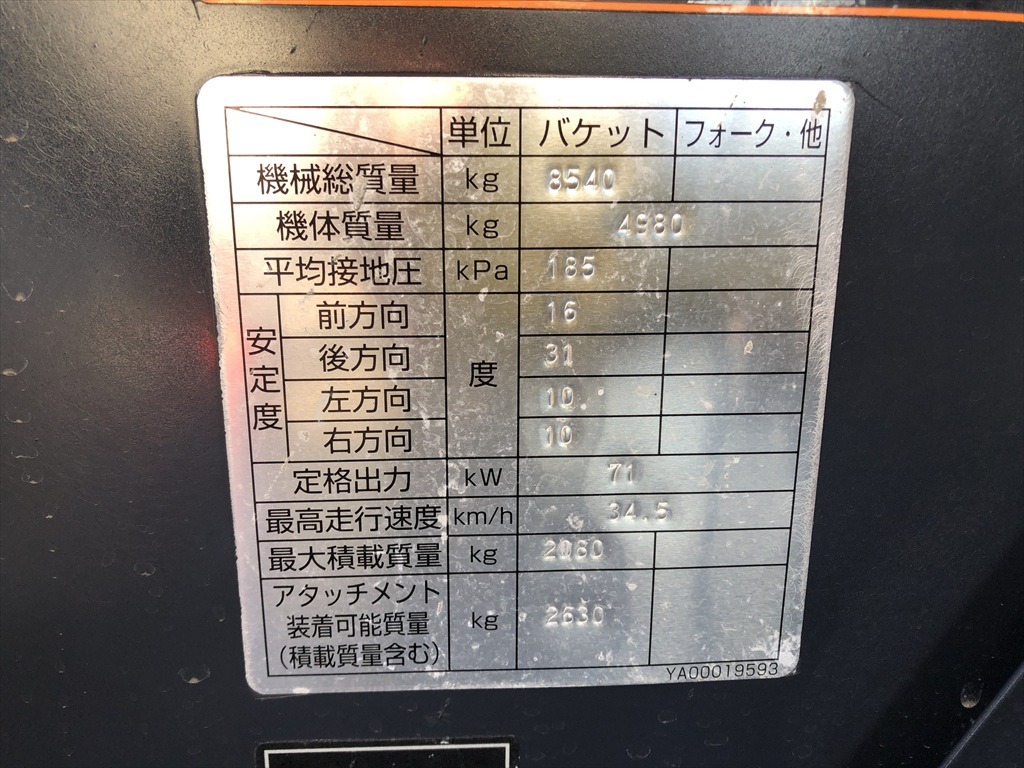 単位 バケット フォーク・他
機械総質量 kg 8540
機体質量 kg 4980
平均接地圧 kPa 185
安定度 度
前方向 16
後方向 31
左方向 10
右方向 10
定格出力 kW 71
最高走行速度 km/h 34.5
最大積載質量 kg 2080
アタッチメント
装着可能質量 kg 2630
(積載質量含む)
YA00019593